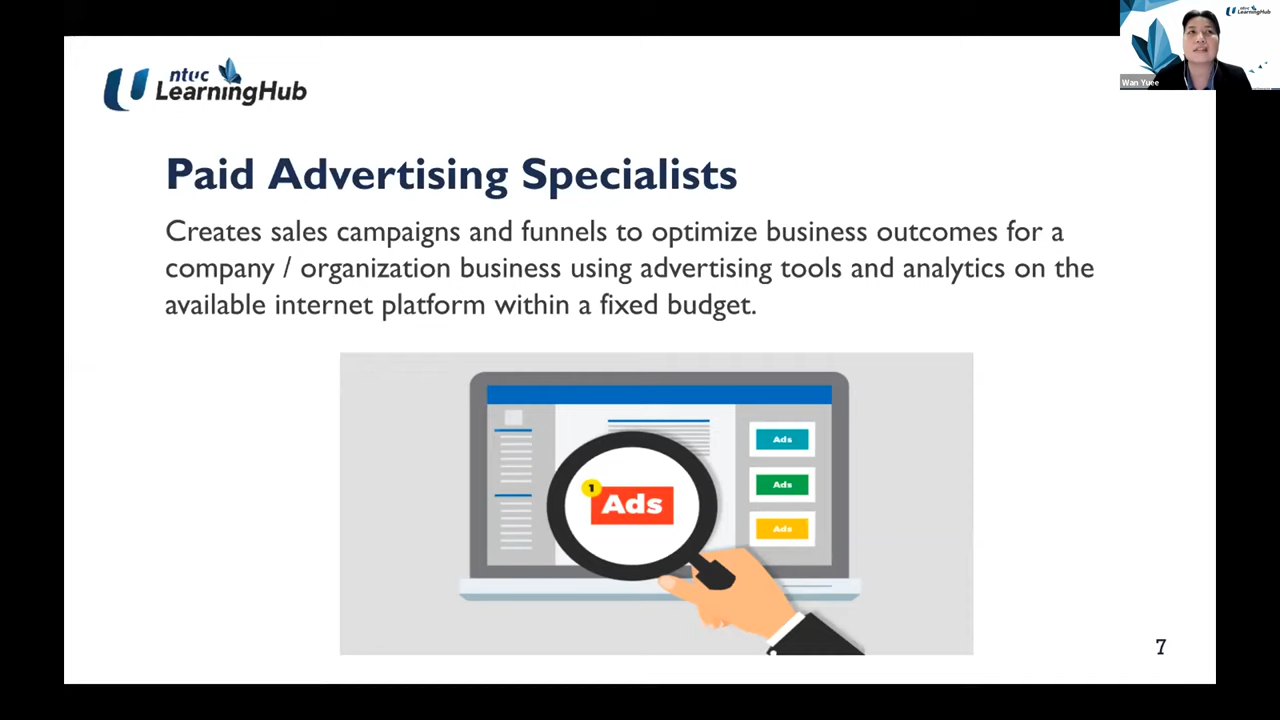 ntuc
LearningHub
ntuc
LearningHub
Wan Yuee
Paid Advertising Specialists
Creates sales campaigns and funnels to optimize business outcomes for a
company / organization business using advertising tools and analytics on the
available internet platform within a fixed budget.
Ads
1
Ads
Ads
Ads
7